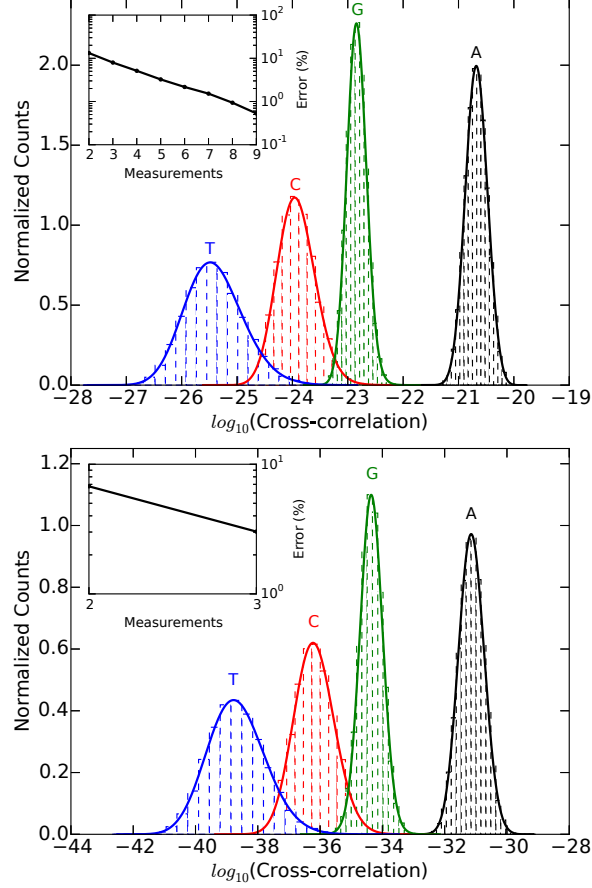 G
A
C
T
2.0
1.5
1.0
0.5
0.0
Normalized Counts
10²
10¹
10⁰
10⁻¹
Error (%)
2 3 4 5 6 7 8 9
Measurements
−28 −27 −26 −25 −24 −23 −22 −21 −20 −19
log₁₀(Cross-correlation)
G
A
C
T
1.2
1.0
0.8
0.6
0.4
0.2
0.0
Normalized Counts
10¹
10⁰
Error (%)
2 3
Measurements
−44 −42 −40 −38 −36 −34 −32 −30 −28
log₁₀(Cross-correlation)